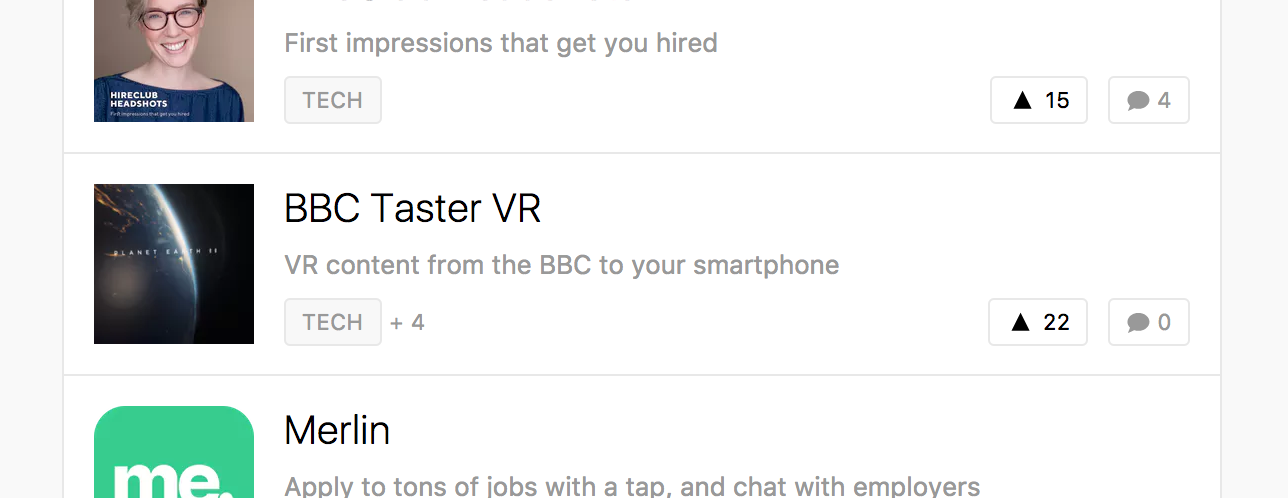 First impressions that get you hired
HIRECLUB
HEADSHOTS
First impressions that get you hired
TECH
15
4
BBC Taster VR
PLANET EARTH II
VR content from the BBC to your smartphone
TECH + 4
22
0
Merlin
me.
Apply to tons of jobs with a tap, and chat with employers